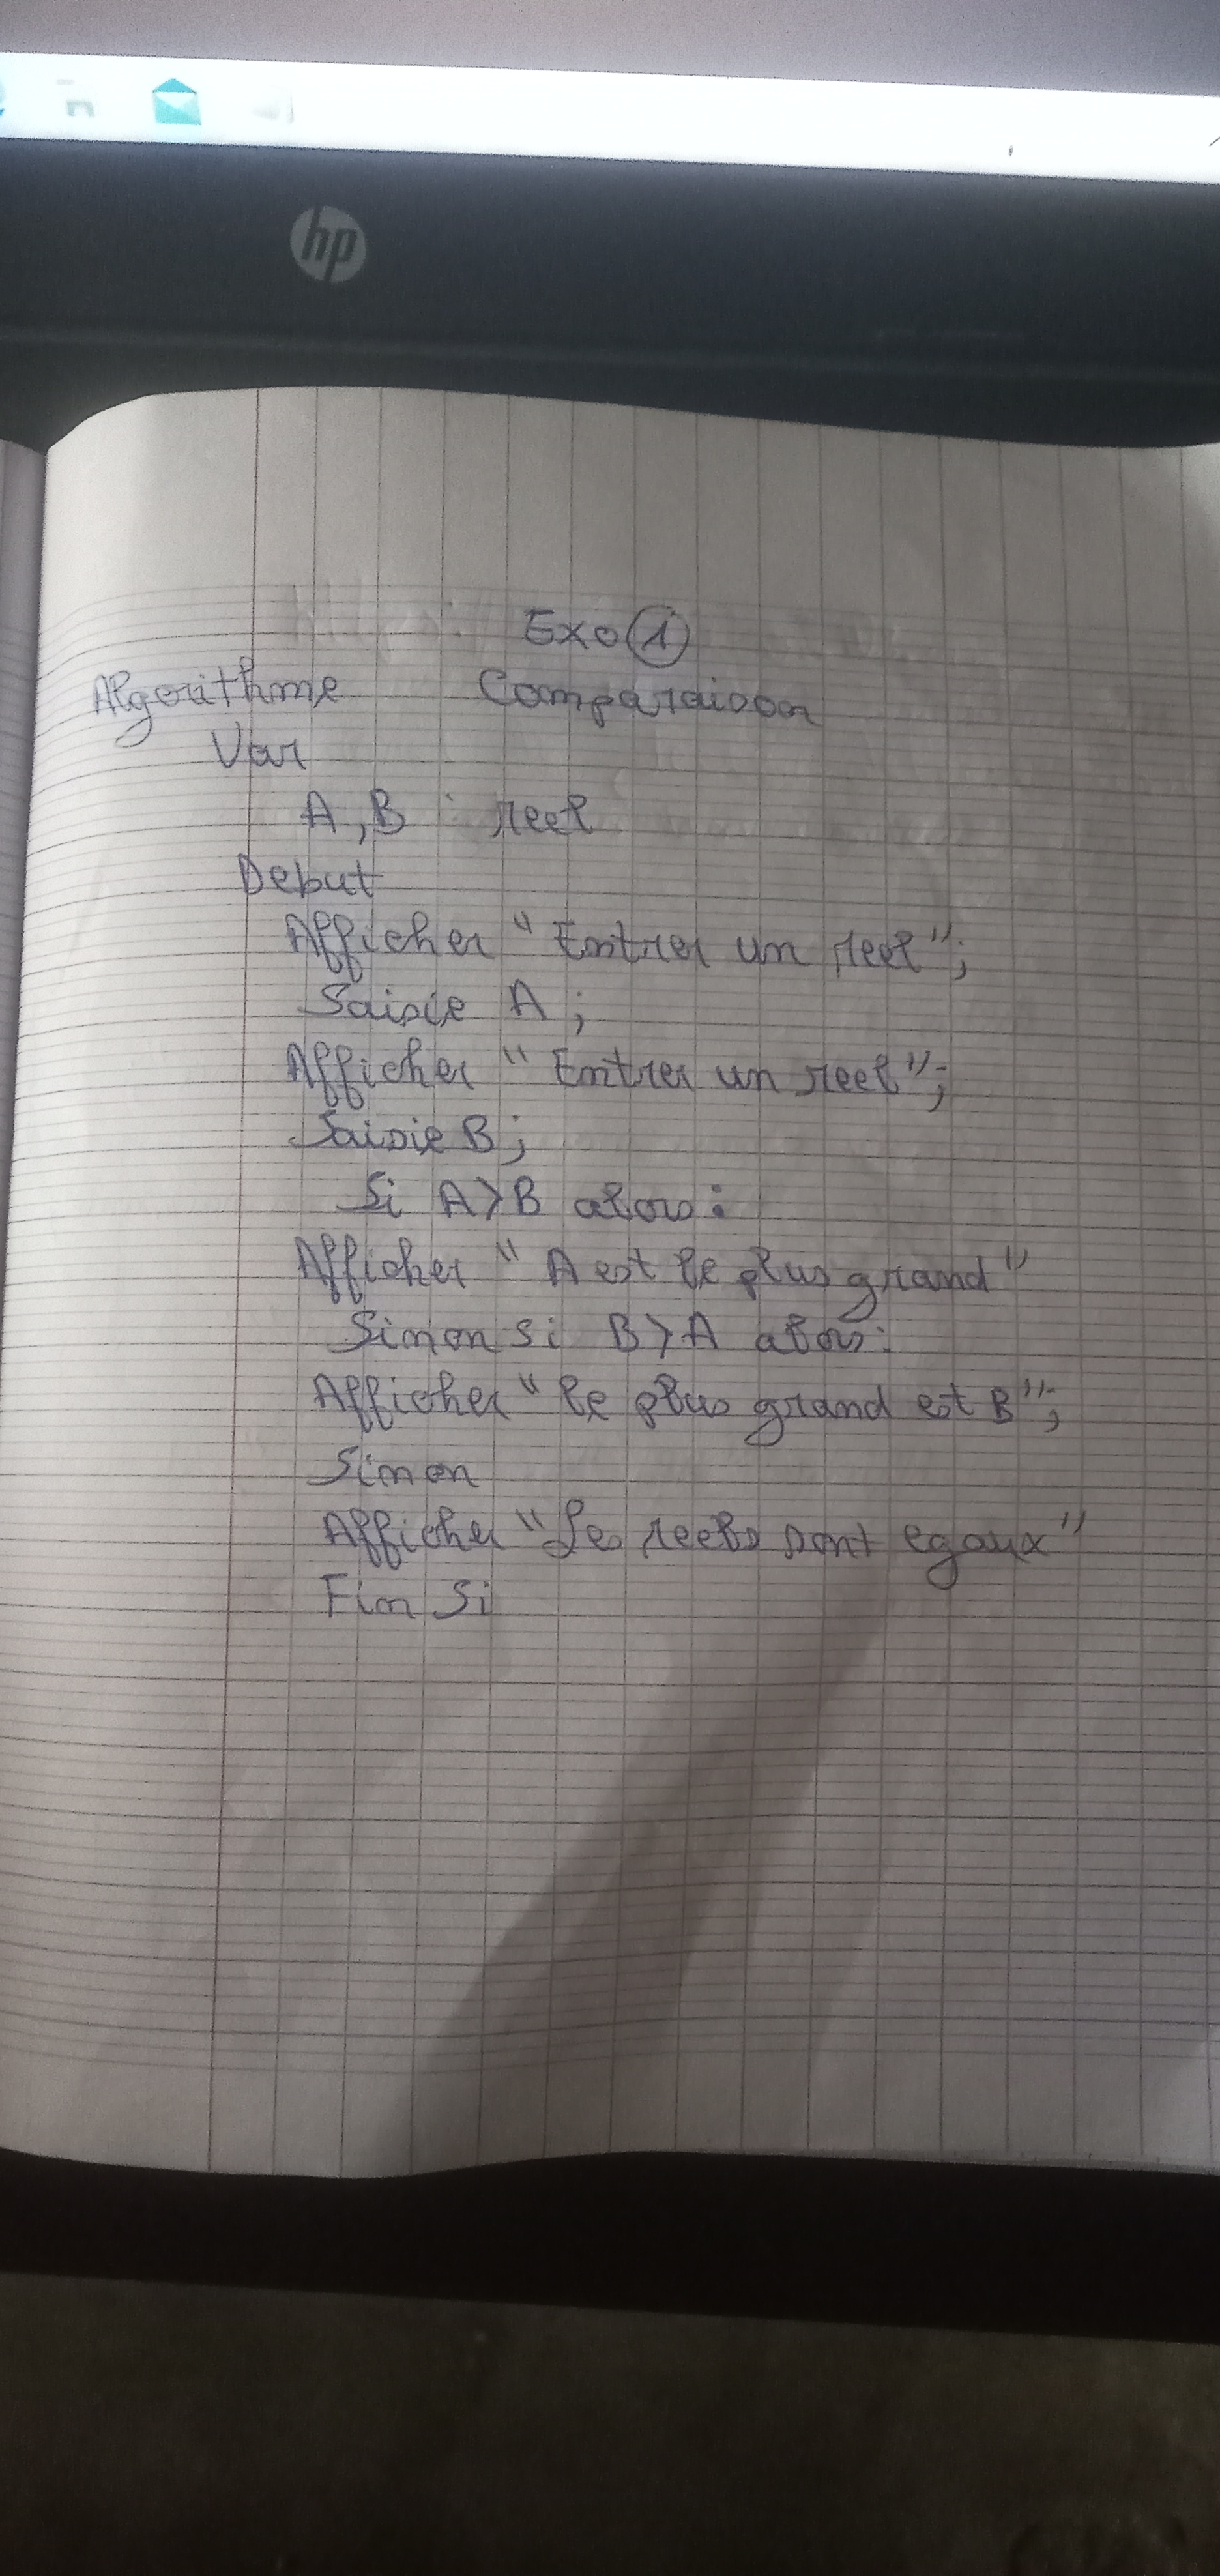 hp
Exo 1
Algorithme Comparaison
Var
A, B : reel
Debut
Afficher "Entrer un reel";
Saisie A ;
Afficher "Entrer un reel";
Saisie B ;
Si A > B alors :
Afficher "A est le plus grand"
Sinon si B > A alors :
Afficher "le plus grand est B";
Sinon
Afficher "Les reels sont egaux"
Fin Si